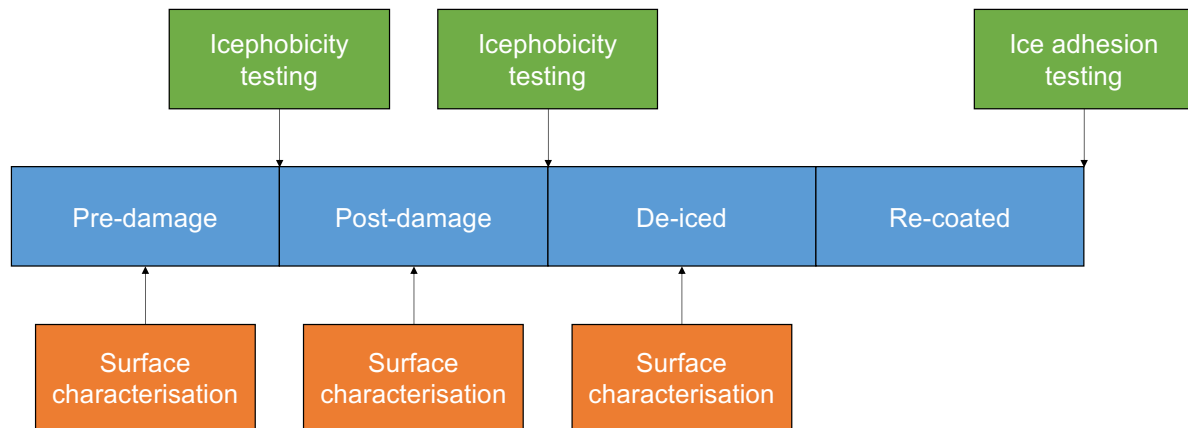 Icephobicity
testing
Icephobicity
testing
Ice adhesion
testing
Pre-damage
Post-damage
De-iced
Re-coated
Surface
characterisation
Surface
characterisation
Surface
characterisation